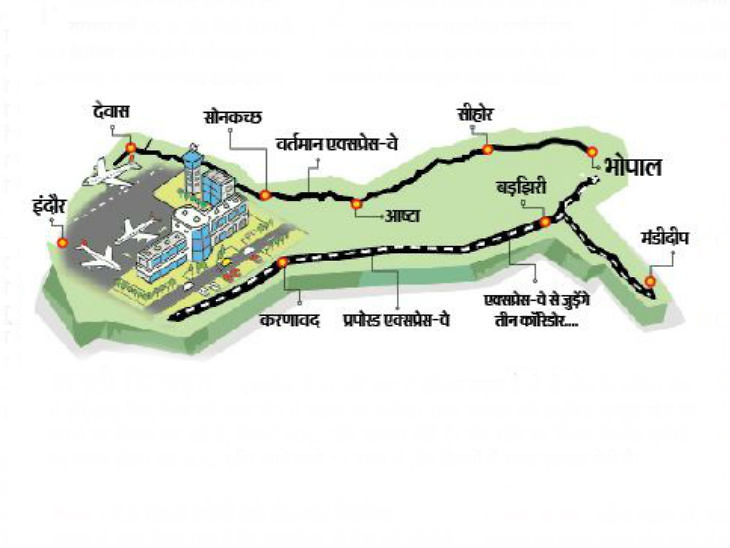 देवास
सोनकच्छ
सीहोर
वर्तमान एक्सप्रेस-वे
भोपाल
बड़झिरी
इंदौर
आष्टा
मंडीदीप
करणावद
प्रपोस्ड एक्सप्रेस-वे
एक्सप्रेस-वे से जुड़ेंगे
तीन कॉरिडोर....